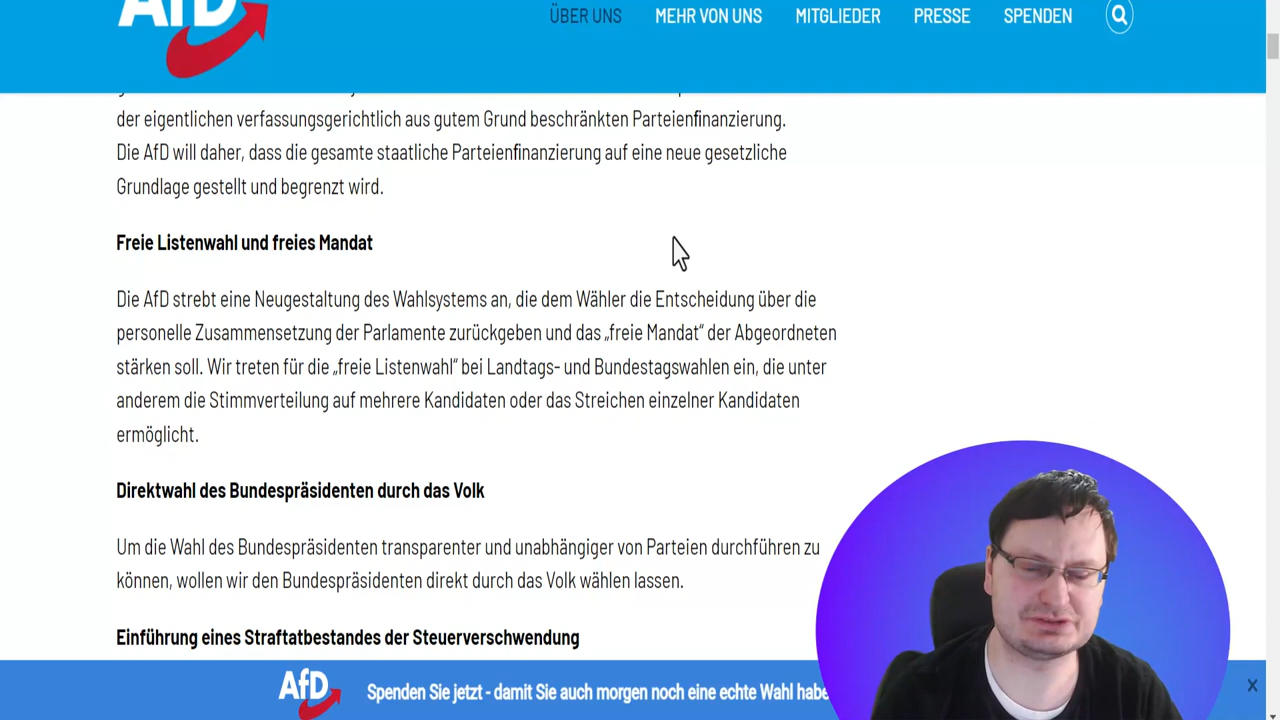 AfD
ÜBER UNS MEHR VON UNS MITGLIEDER PRESSE SPENDEN
der eigentlichen verfassungsgerichtlich aus gutem Grund beschränkten Parteienfinanzierung.
Die AfD will daher, dass die gesamte staatliche Parteienfinanzierung auf eine neue gesetzliche
Grundlage gestellt und begrenzt wird.
Freie Listenwahl und freies Mandat
Die AfD strebt eine Neugestaltung des Wahlsystems an, die dem Wähler die Entscheidung über die
personelle Zusammensetzung der Parlamente zurückgeben und das „freie Mandat“ der Abgeordneten
stärken soll. Wir treten für die „freie Listenwahl“ bei Landtags- und Bundestagswahlen ein, die unter
anderem die Stimmverteilung auf mehrere Kandidaten oder das Streichen einzelner Kandidaten
ermöglicht.
Direktwahl des Bundespräsidenten durch das Volk
Um die Wahl des Bundespräsidenten transparenter und unabhängiger von Parteien durchführen zu
können, wollen wir den Bundespräsidenten direkt durch das Volk wählen lassen.
Einführung eines Straftatbestandes der Steuerverschwendung
AfD Spenden Sie jetzt - damit Sie auch morgen noch eine echte Wahl habe